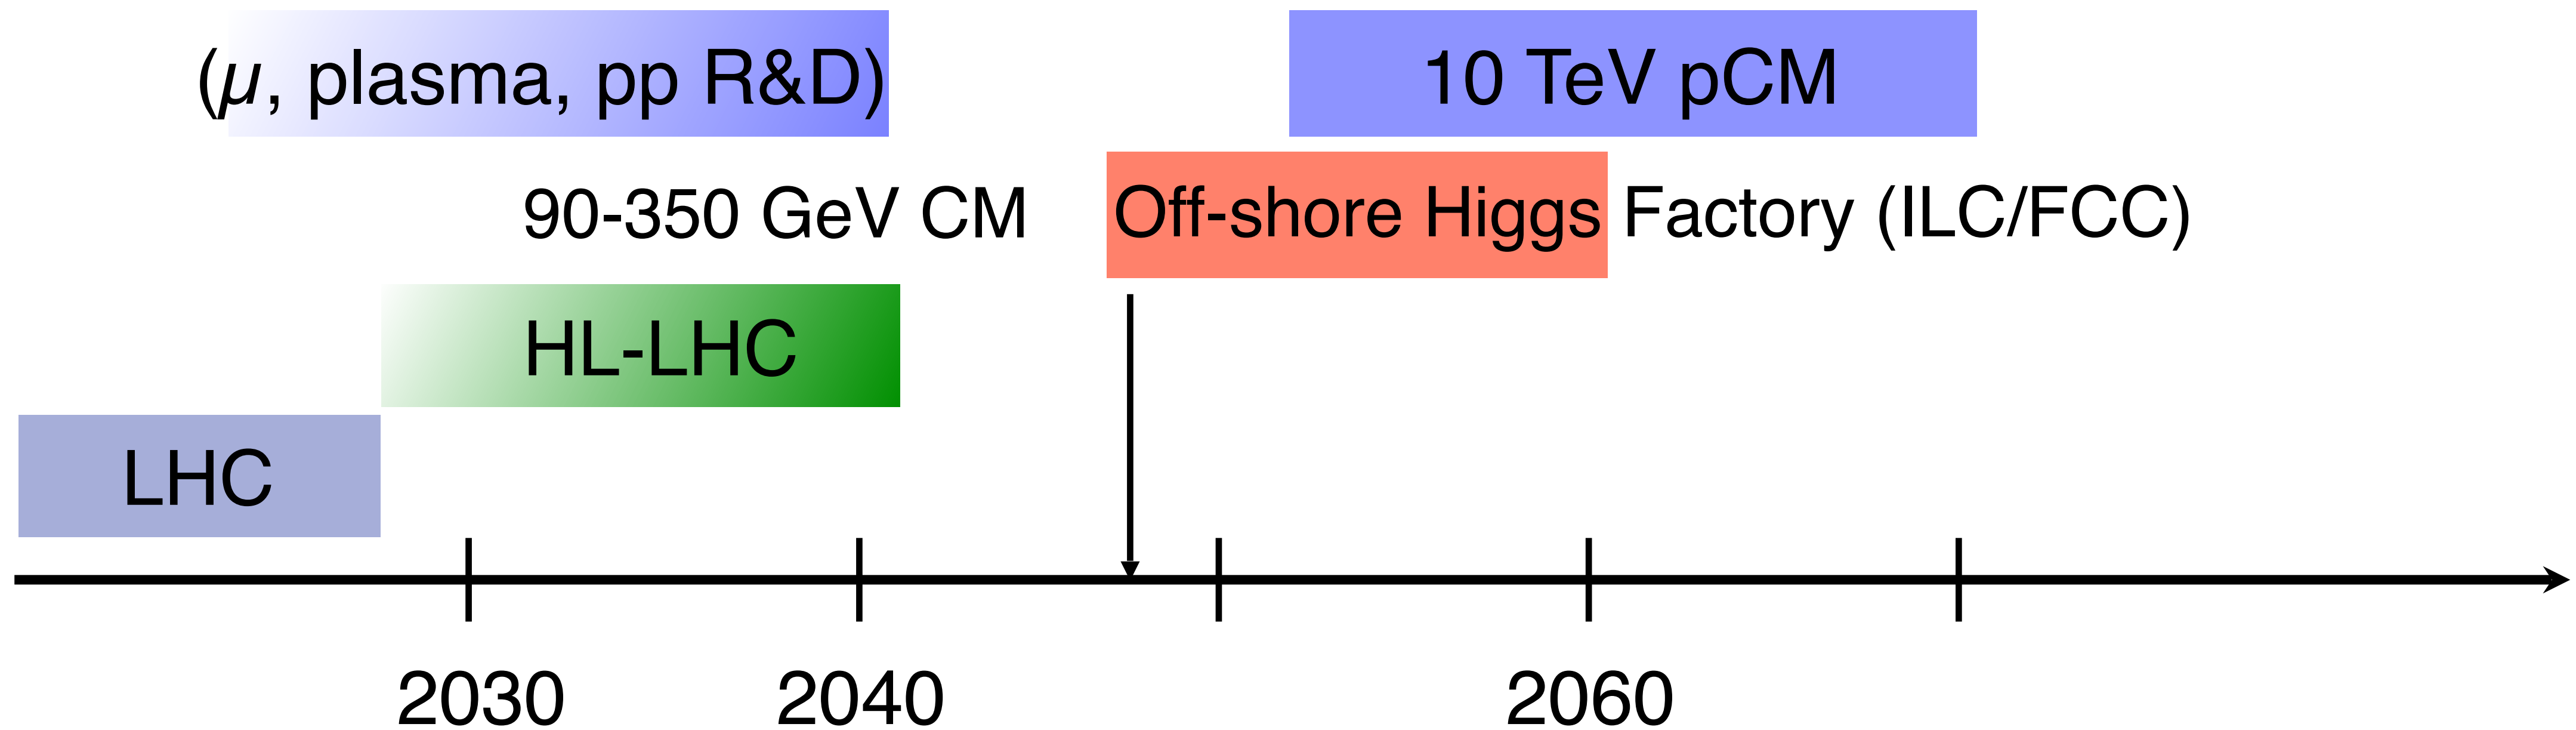 (μ, plasma, pp R&D)
10 TeV pCM
90-350 GeV CM
Off-shore Higgs Factory (ILC/FCC)
HL-LHC
LHC
2030
2040
2060